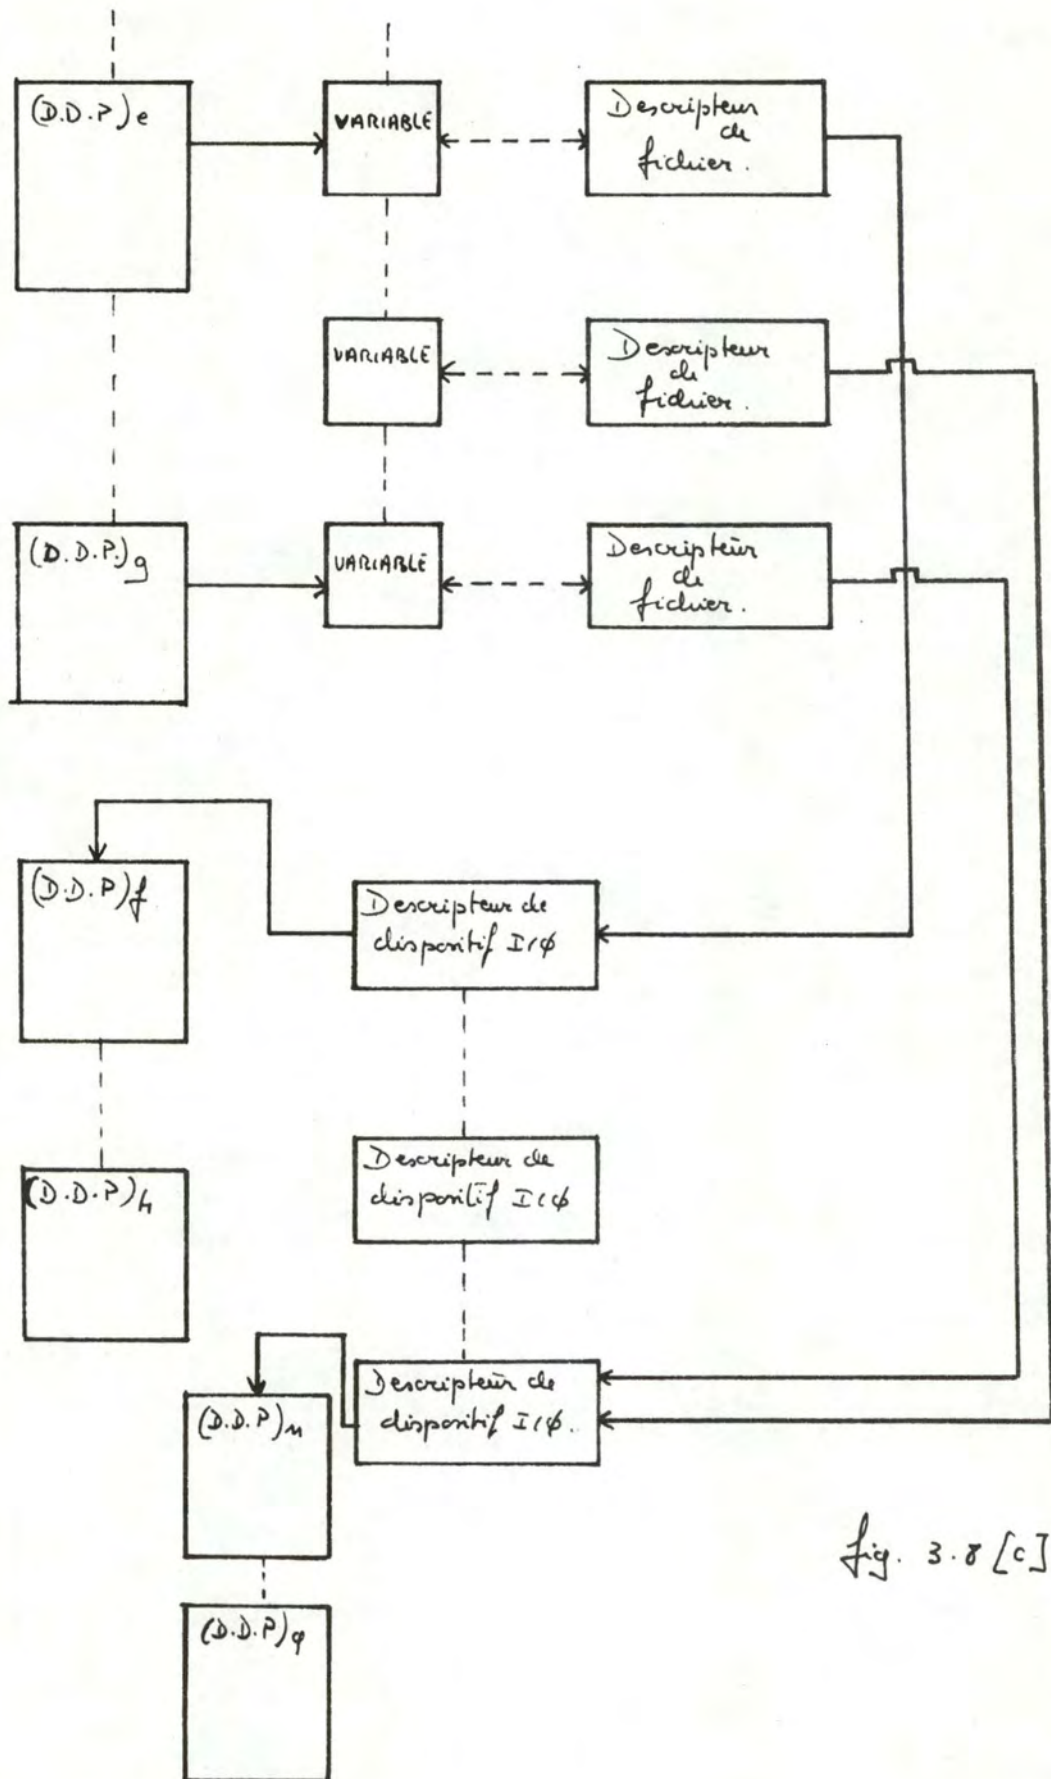 (D.D.P)e
VARIABLE
Descripteur
de
fichier.
VARIABLE
Descripteur
de
fichier.
(D.D.P.)g
VARIABLE
Descripteur
de
fichier.
(D.D.P)f
Descripteur de
dispositif I/Φ
(D.D.P)h
Descripteur de
dispositif I/Φ
(D.D.P)n
Descripteur de
dispositif I/Φ.
(D.D.P)q
fig. 3.8 [c]